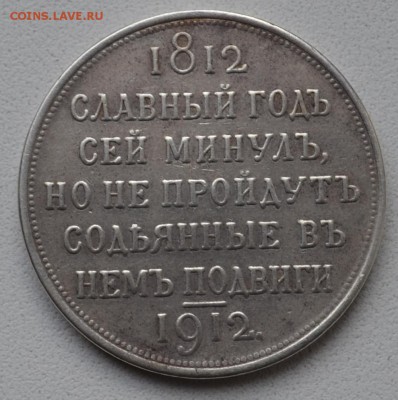 COINS.LAVE.RU
1812
СЛАВНЫЙ ГОДЪ
СЕЙ МИНУЛЪ,
НО НЕ ПРОЙДУТЪ
СОДѢЯННЫЕ ВЪ
НЕМЪ ПОДВИГИ
1912.